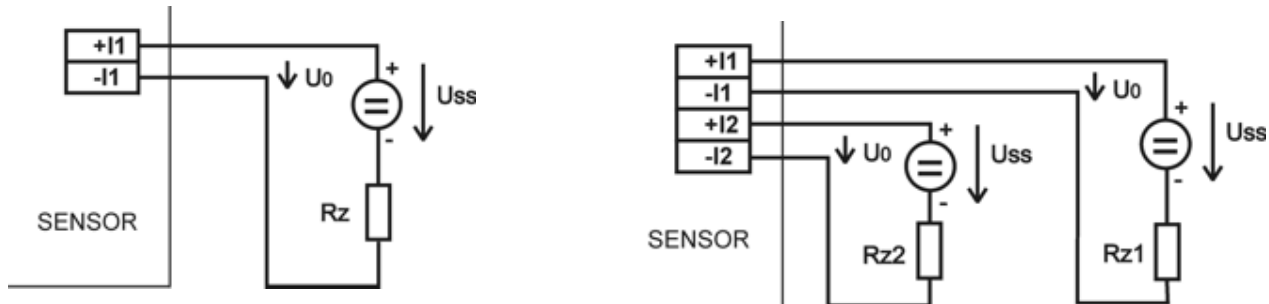 +I1
-I1
U0
+
Uss
-
Rz
SENSOR
+I1
-I1
+I2
-I2
U0
+
Uss
-
U0
+
Uss
-
Rz2
Rz1
SENSOR